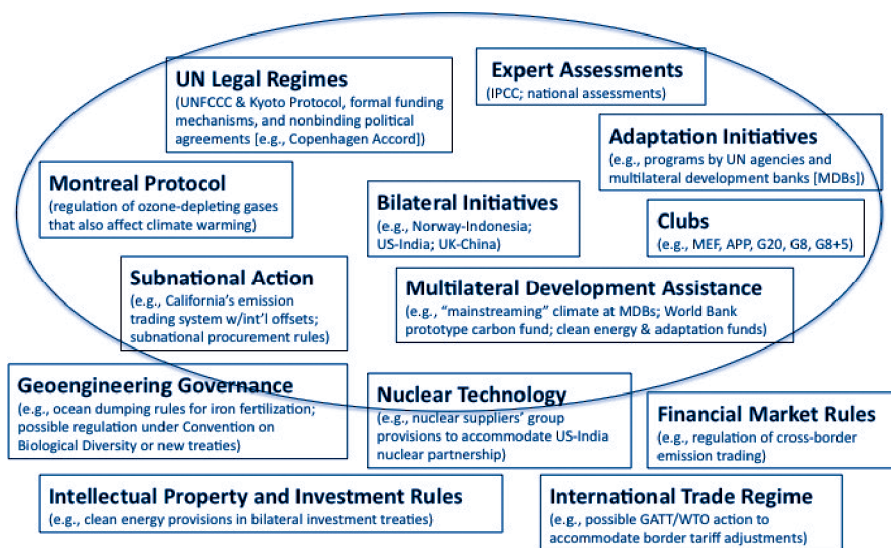 UN Legal Regimes
(UNFCCC & Kyoto Protocol, formal funding
mechanisms, and nonbinding political
agreements [e.g., Copenhagen Accord])
Expert Assessments
(IPCC; national assessments)
Adaptation Initiatives
(e.g., programs by UN agencies and
multilateral development banks [MDBs])
Montreal Protocol
(regulation of ozone-depleting gases
that also affect climate warming)
Bilateral Initiatives
(e.g., Norway-Indonesia;
US-India; UK-China)
Clubs
(e.g., MEF, APP, G20, G8, G8+5)
Subnational Action
(e.g., California's emission
trading system w/int'l offsets;
subnational procurement rules)
Multilateral Development Assistance
(e.g., "mainstreaming" climate at MDBs; World Bank
prototype carbon fund; clean energy & adaptation funds)
Geoengineering Governance
(e.g., ocean dumping rules for iron fertilization;
possible regulation under Convention on
Biological Diversity or new treaties)
Nuclear Technology
(e.g., nuclear suppliers' group
provisions to accommodate US-India
nuclear partnership)
Financial Market Rules
(e.g., regulation of cross-border
emission trading)
Intellectual Property and Investment Rules
(e.g., clean energy provisions in bilateral investment treaties)
International Trade Regime
(e.g., possible GATT/WTO action to
accommodate border tariff adjustments)